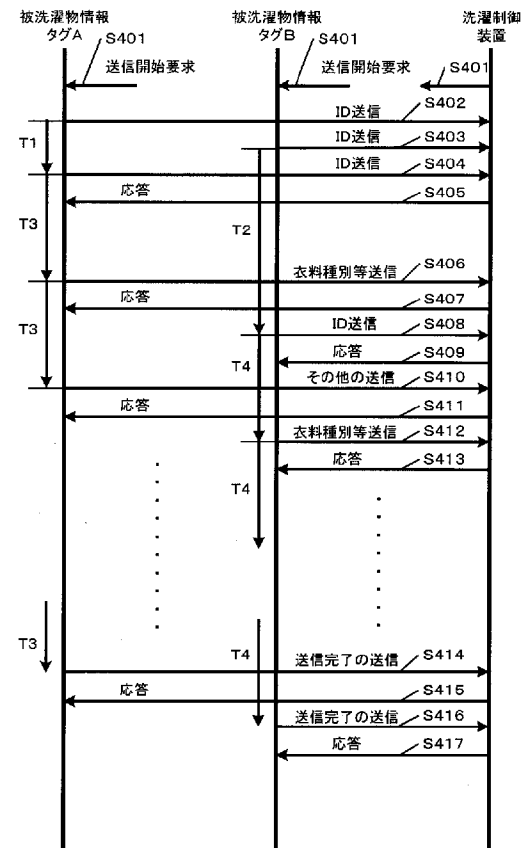 被洗濯物情報
タグA
被洗濯物情報
タグB
洗濯制御
装置
S401
S401
送信開始要求
送信開始要求
S401
ID送信
S402
T1
ID送信
S403
ID送信
S404
応答
S405
T3
T2
衣料種別等送信
S406
応答
S407
T3
ID送信
S408
応答
S409
T4
その他の送信
S410
応答
S411
衣料種別等送信
S412
応答
S413
T4
T3
T4
送信完了の送信
S414
応答
S415
送信完了の送信
S416
応答
S417